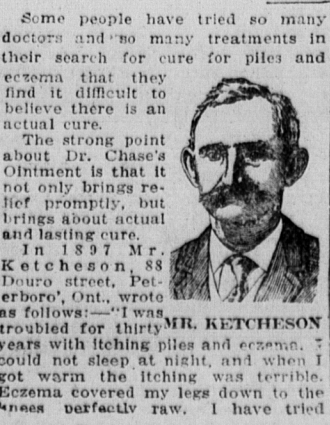 Some people have tried so many
doctors and so many treatments in
their search for cure for piles and
eczema that they
find it difficult to
believe there is an
actual cure.
The strong point
about Dr. Chase's
Ointment is that it
not only brings re-
lief promptly, but
brings about actual
and lasting cure.
In 1897 Mr.
Ketcheson, 88
Douro street, Pet-
erboro', Ont., wrote
as follows:—"I was
troubled for thirty
MR. KETCHESON
years with itching piles and eczema. I
could not sleep at night, and when I
got warm the itching was terrible.
Eczema covered my legs down to the
knees perfectly raw. I have tried